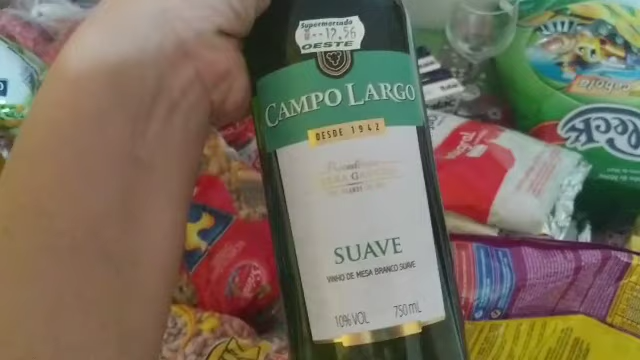 Supermercado
--12,56
OESTE
CAMPO LARGO
DESDE 1942
SUAVE
VINHO DE MESA BRANCO SUAVE
10% VOL 750 mL